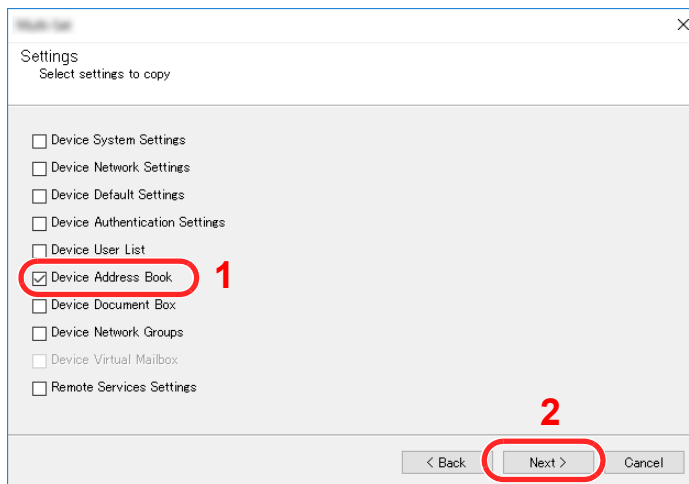 Settings
Select settings to copy
Device System Settings
Device Network Settings
Device Default Settings
Device Authentication Settings
Device User List
Device Address Book 1
Device Document Box
Device Network Groups
Device Virtual Mailbox
Remote Services Settings
2
< Back Next > Cancel